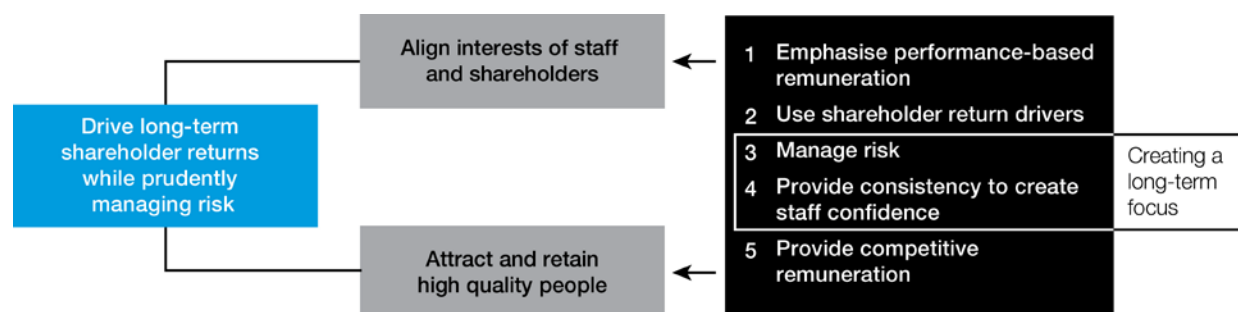 Drive long-term
shareholder returns
while prudently
managing risk
Align interests of staff
and shareholders
Attract and retain
high quality people
1 Emphasise performance-based
remuneration
2 Use shareholder return drivers
3 Manage risk
4 Provide consistency to create
staff confidence
5 Provide competitive
remuneration
Creating a
long-term
focus